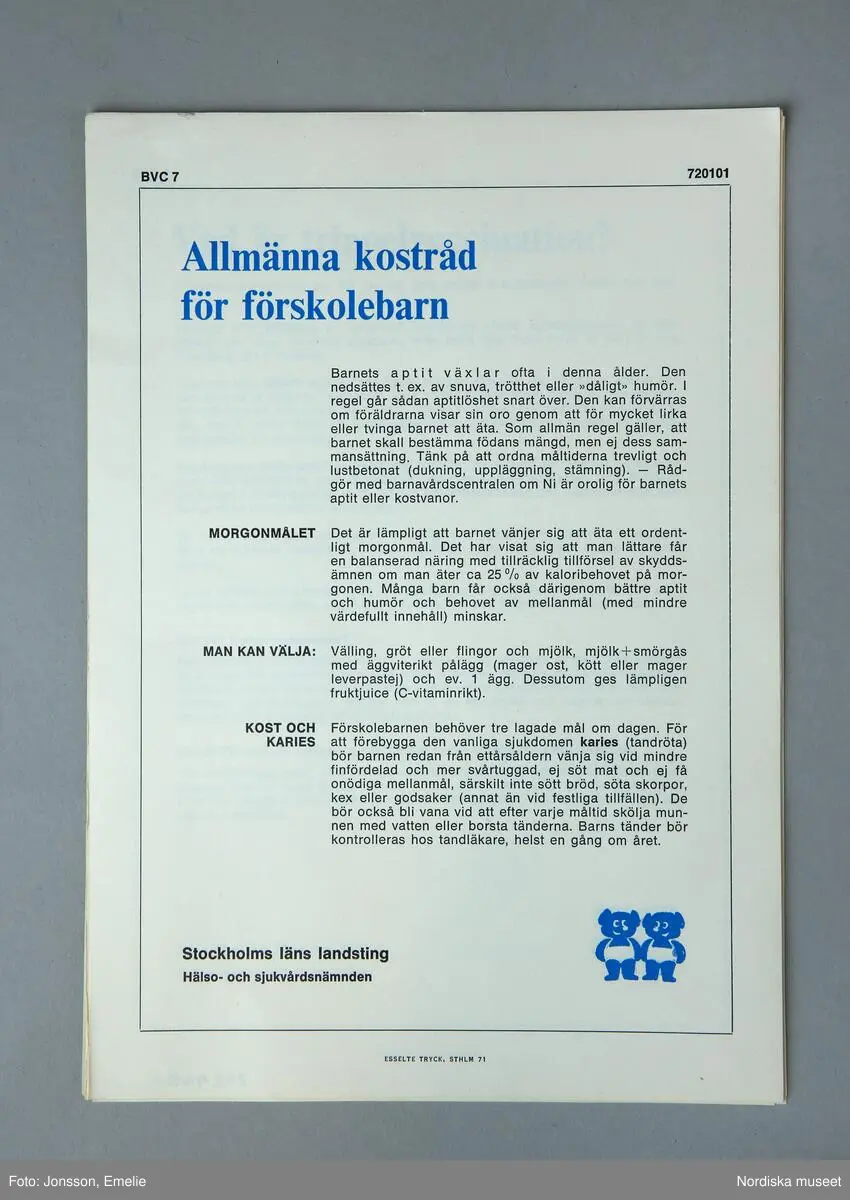 BVC 7
720101
Allmänna kostråd
för förskolebarn
Barnets aptit växlar ofta i denna ålder. Den
nedsättes t. ex. av snuva, trötthet eller »dåligt» humör. I
regel går sådan aptitlöshet snart över. Den kan förvärras
om föräldrarna visar sin oro genom att för mycket lirka
eller tvinga barnet att äta. Som allmän regel gäller, att
barnet skall bestämma födans mängd, men ej dess sam-
mansättning. Tänk på att ordna måltiderna trevligt och
lustbetonat (dukning, uppläggning, stämning). — Råd-
gör med barnavårdscentralen om Ni är orolig för barnets
aptit eller kostvanor.
MORGONMÅLET Det är lämpligt att barnet vänjer sig att äta ett ordent-
ligt morgonmål. Det har visat sig att man lättare får
en balanserad näring med tillräcklig tillförsel av skydds-
ämnen om man äter ca 25 % av kaloribehovet på mor-
gonen. Många barn får också därigenom bättre aptit
och humör och behovet av mellanmål (med mindre
värdefullt innehåll) minskar.
MAN KAN VÄLJA: Välling, gröt eller flingor och mjölk, mjölk+smörgås
med äggviterikt pålägg (mager ost, kött eller mager
leverpastej) och ev. 1 ägg. Dessutom ges lämpligen
fruktjuice (C-vitaminrikt).
KOST OCH Förskolebarnen behöver tre lagade mål om dagen. För
KARIES att förebygga den vanliga sjukdomen karies (tandröta)
bör barnen redan från ettårsåldern vänja sig vid mindre
finfördelad och mer svårtuggad, ej söt mat och ej få
onödiga mellanmål, särskilt inte sött bröd, söta skorpor,
kex eller godsaker (annat än vid festliga tillfällen). De
bör också bli vana vid att efter varje måltid skölja mun-
nen med vatten eller borsta tänderna. Barns tänder bör
kontrolleras hos tandläkare, helst en gång om året.
Stockholms läns landsting
Hälso- och sjukvårdsnämnden
ESSELTE TRYCK, STHLM 71
Foto: Jonsson, Emelie
Nordiska museet